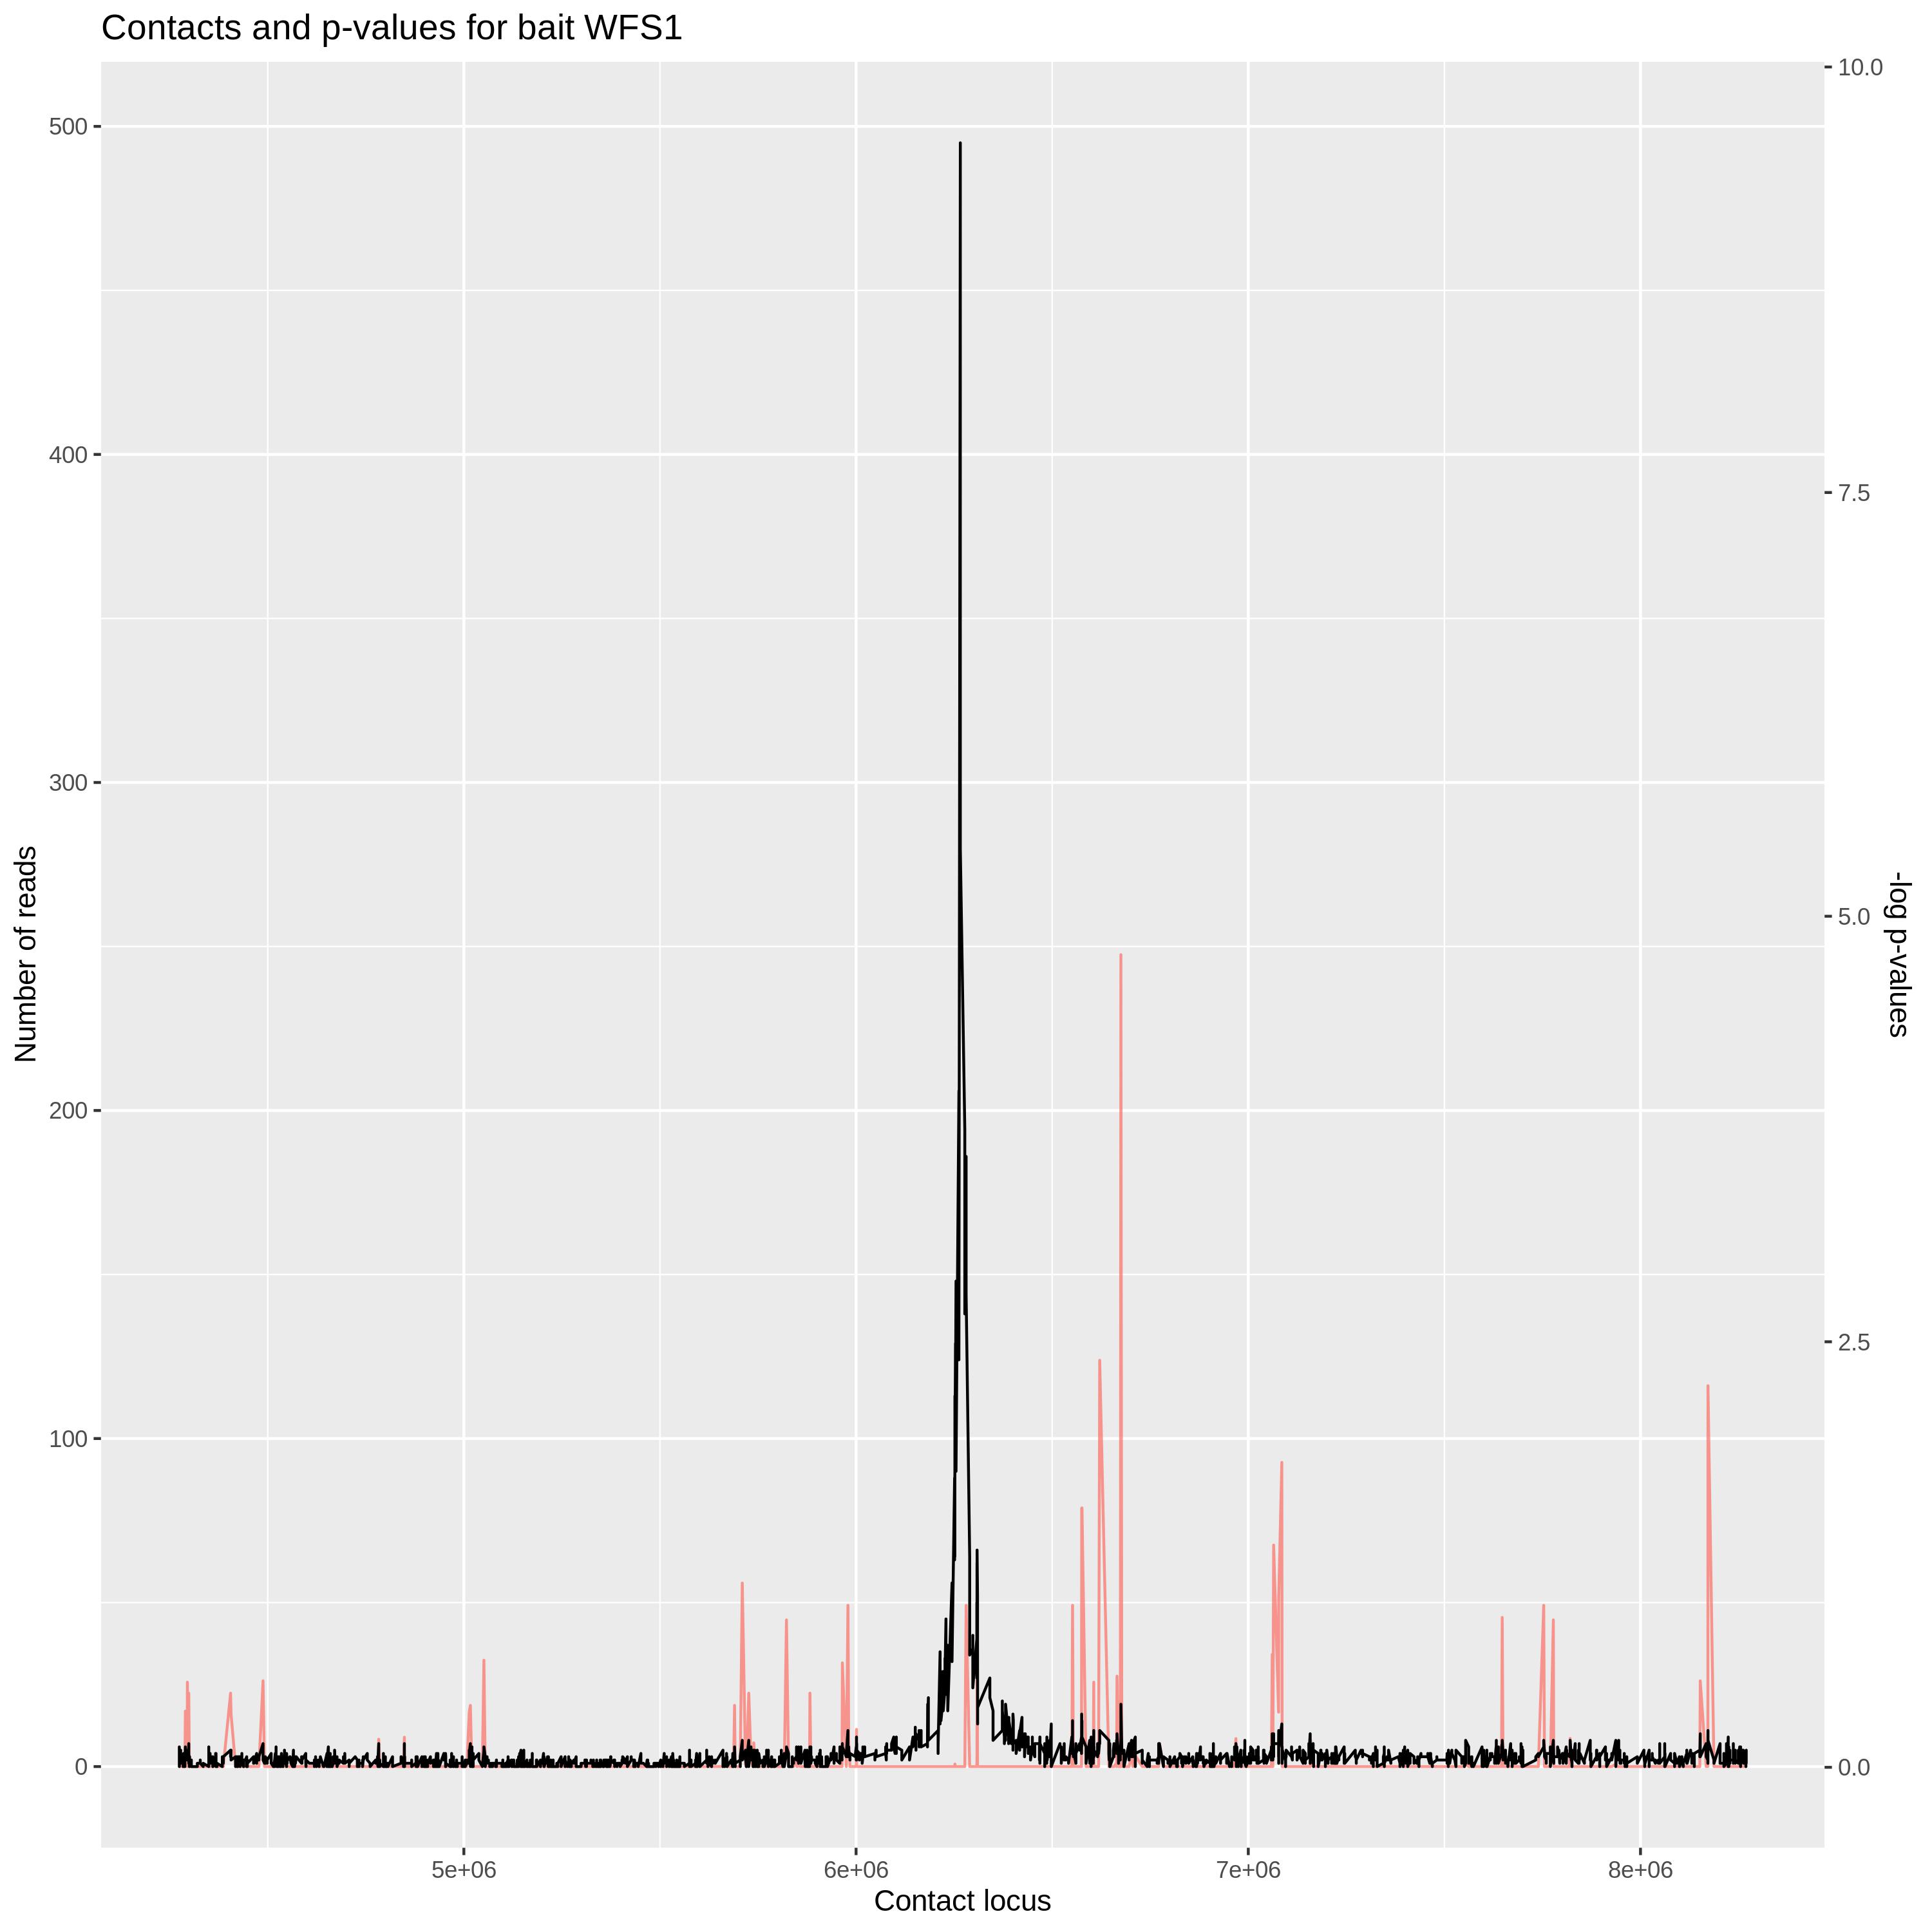 Contacts and p-values for bait WFS1
500
400
300
200
100
0
Number of reads
10.0
7.5
5.0
2.5
0.0
-log p-values
5e+06
6e+06
7e+06
8e+06
Contact locus